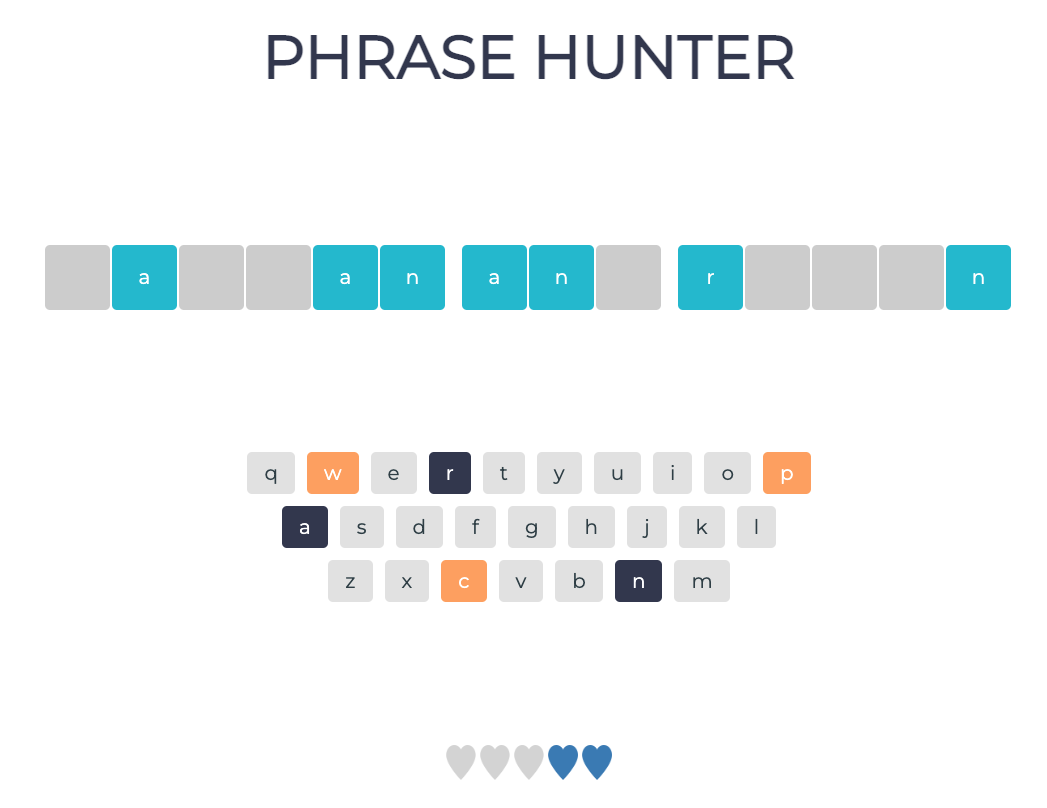 PHRASE HUNTER
a a n a n r n
q w e r t y u i o p
a s d f g h j k l
z x c v b n m